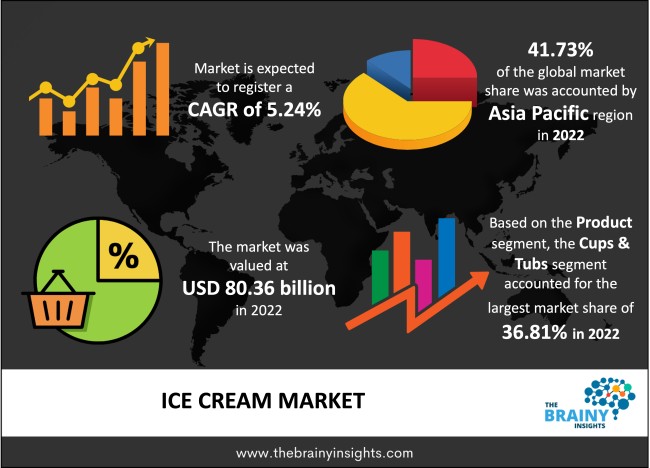 Market is expected
to register a
CAGR of 5.24%
41.73%
of the global market
share was accounted by
Asia Pacific region
in 2022
%
The market was
valued at
USD 80.36 billion
in 2022
Based on the Product
segment, the Cups &
Tubs segment
accounted for the
largest market share of
36.81% in 2022
ICE CREAM MARKET
THE
BRAINY
INSIGHTS
www.thebrainyinsights.com